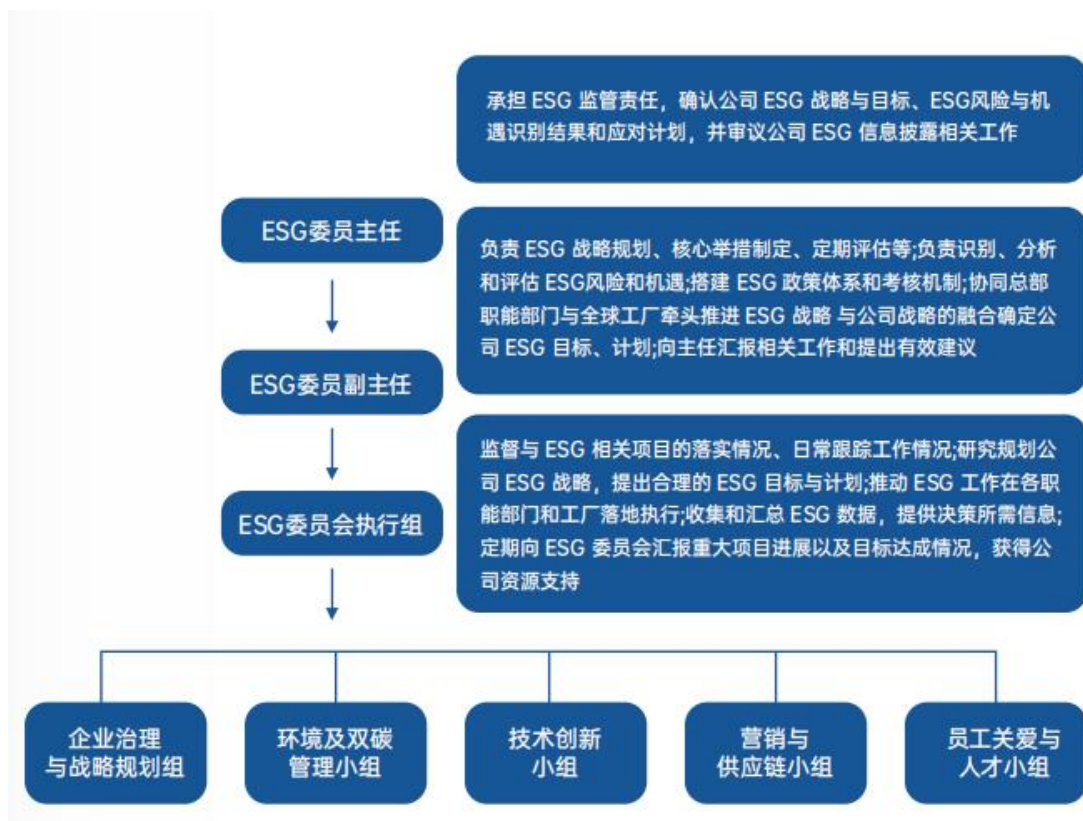 承担 ESG 监管责任，确认公司 ESG 战略与目标、ESG风险与机
遇识别结果和应对计划，并审议公司 ESG 信息披露相关工作
ESG委员主任
负责 ESG 战略规划、核心举措制定、定期评估等;负责识别、分析
和评估 ESG风险和机遇;搭建 ESG 政策体系和考核机制;协同总部
职能部门与全球工厂牵头推进 ESG 战略 与公司战略的融合确定公
司 ESG 目标、计划;向主任汇报相关工作和提出有效建议
ESG委员副主任
监督与 ESG 相关项目的落实情况、日常跟踪工作情况;研究规划公
司 ESG 战略，提出合理的 ESG 目标与计划;推动 ESG 工作在各职
能部门和工厂落地执行;收集和汇总 ESG 数据，提供决策所需信息;
定期向 ESG 委员会汇报重大项目进展以及目标达成情况，获得公
司资源支持
ESG委员会执行组
企业治理
与战略规划组
环境及双碳
管理小组
技术创新
小组
营销与
供应链小组
员工关爱与
人才小组